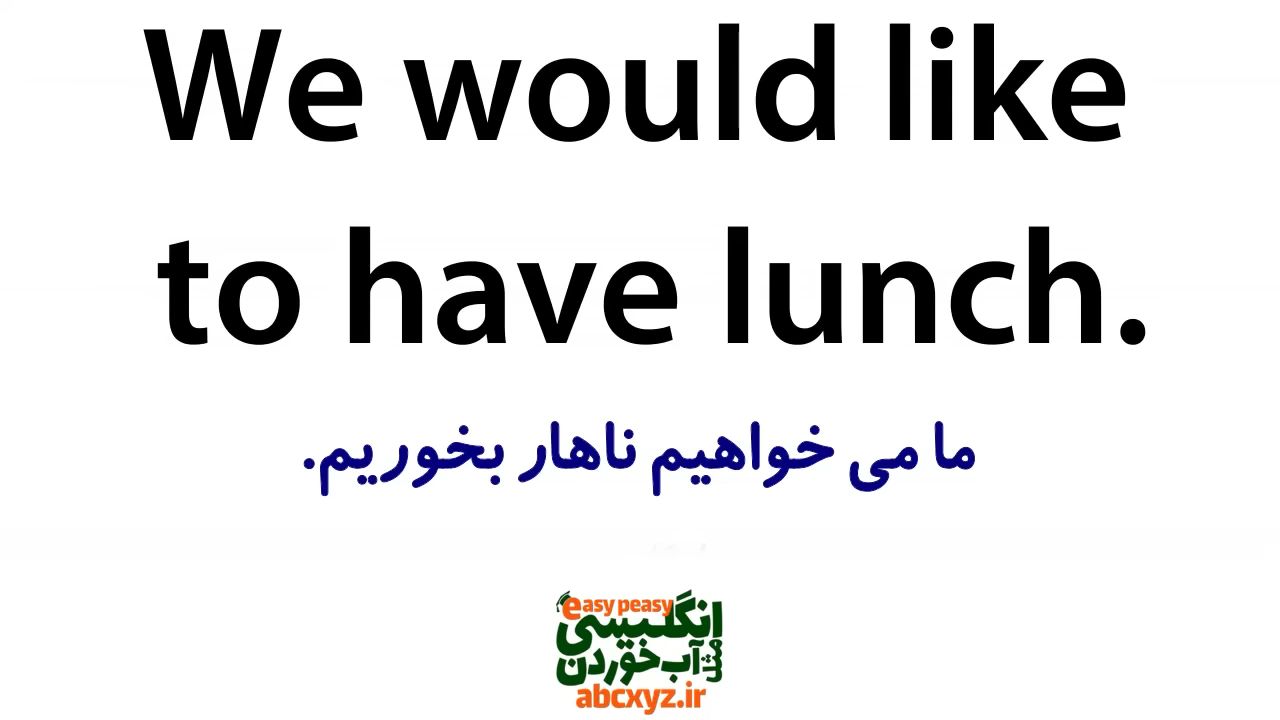 We would like
to have lunch.
ما می خواهیم ناهار بخوریم.
easy peasy
انگلیسی
مثل آب خوردن
abcxyz.ir